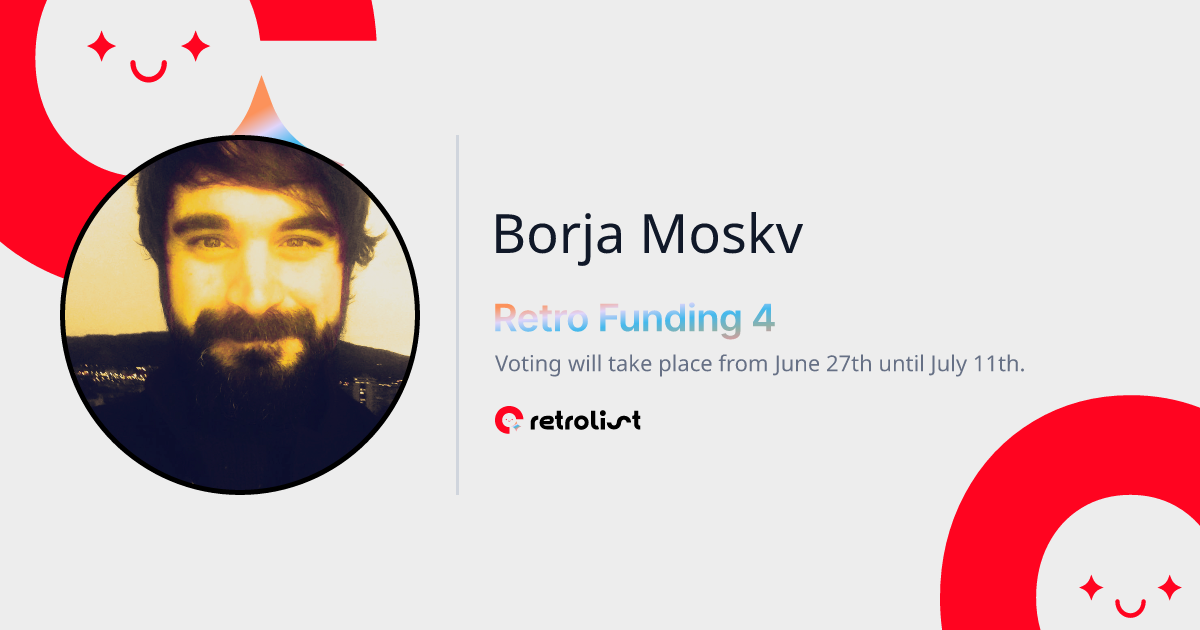 Borja Moskv
Retro Funding 4
Voting will take place from June 27th until July 11th.
retrolist